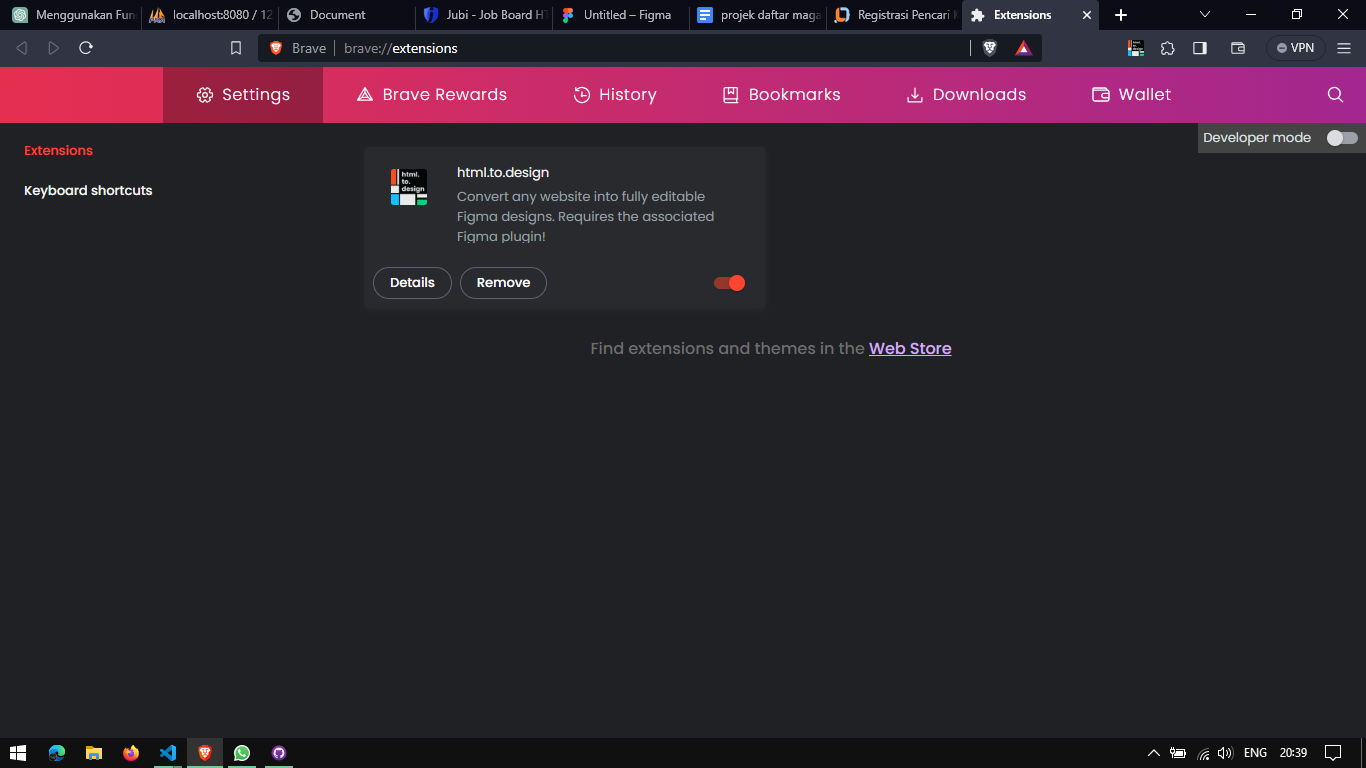 Menggunakan Fun
localhost:8080 / 12
Document
Jubi - Job Board HT
Untitled – Figma
projek daftar maga
Registrasi Pencari
Extensions
Brave
brave://extensions
VPN
Settings
Brave Rewards
History
Bookmarks
Downloads
Wallet
Developer mode
Extensions
Keyboard shortcuts
html.
to.
design
html.to.design
Convert any website into fully editable
Figma designs. Requires the associated
Figma plugin!
Details
Remove
Find extensions and themes in the Web Store
ENG
20:39